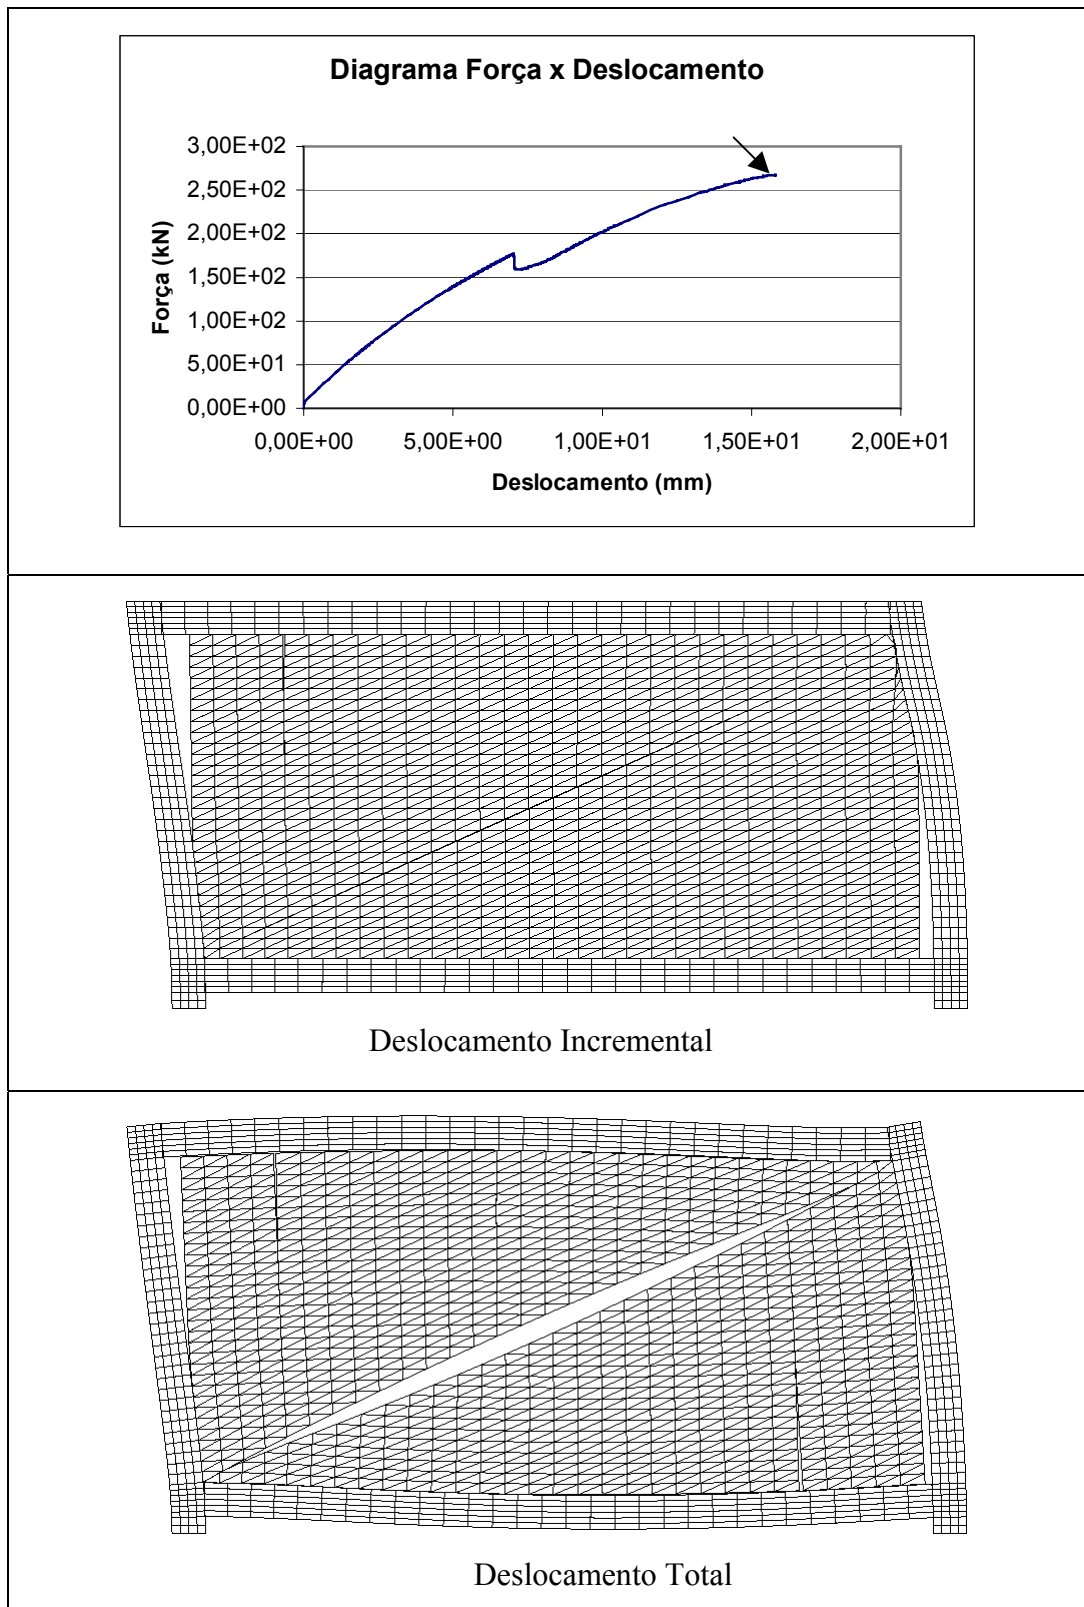 Diagrama Força x Deslocamento
3,00E+02
2,50E+02
2,00E+02
1,50E+02
1,00E+02
5,00E+01
0,00E+00
Força (kN)
0,00E+00 5,00E+00 1,00E+01 1,50E+01 2,00E+01
Deslocamento (mm)
Deslocamento Incremental
Deslocamento Total